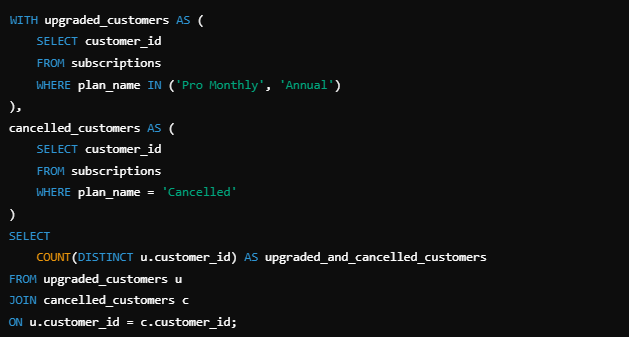 WITH upgraded_customers AS (
    SELECT customer_id
    FROM subscriptions
    WHERE plan_name IN ('Pro Monthly', 'Annual')
),
cancelled_customers AS (
    SELECT customer_id
    FROM subscriptions
    WHERE plan_name = 'Cancelled'
)
SELECT
    COUNT(DISTINCT u.customer_id) AS upgraded_and_cancelled_customers
FROM upgraded_customers u
JOIN cancelled_customers c
ON u.customer_id = c.customer_id;